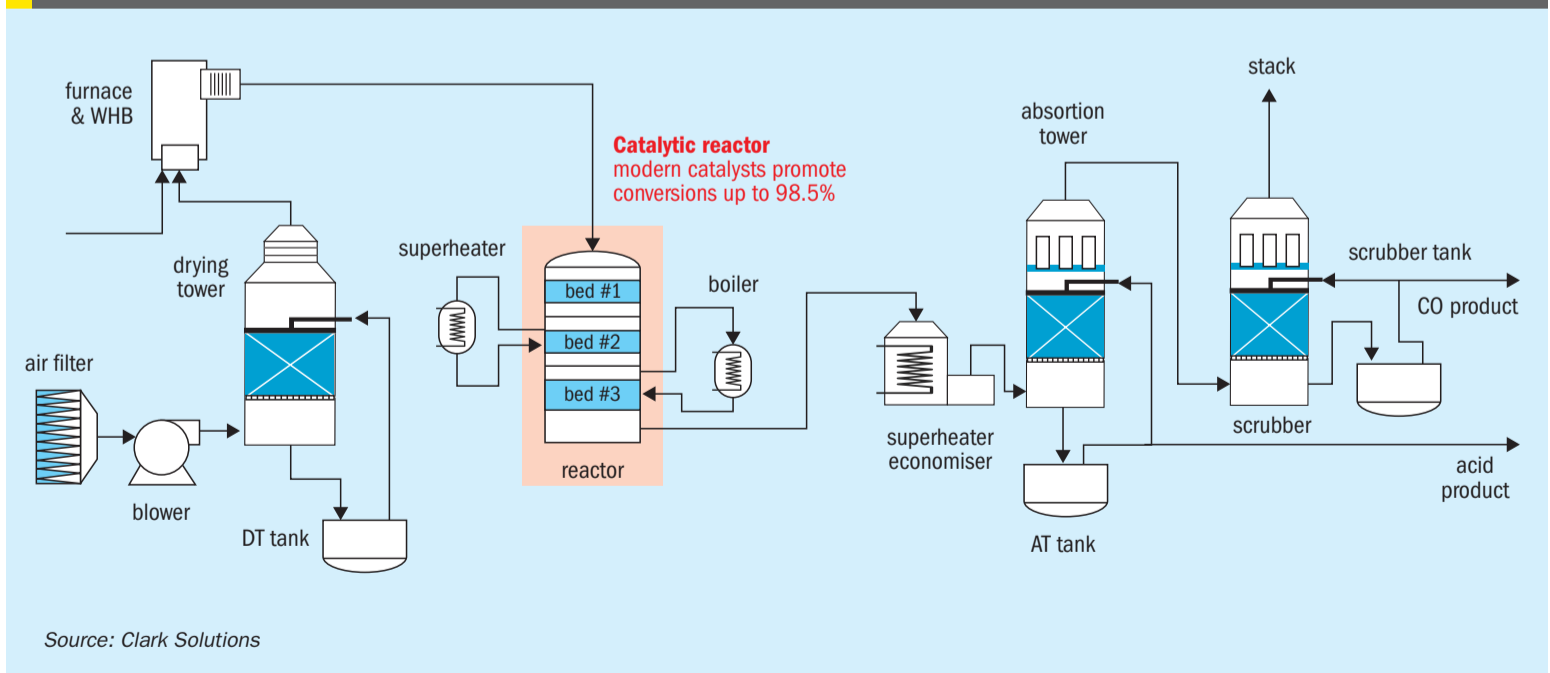 stack
furnace
& WHB
absortion
tower
Catalytic reactor
modern catalysts promote
conversions up to 98.5%
superheater
drying
tower
boiler
scrubber tank
bed #1
CO product
bed #2
air filter
bed #3
scrubber
superheater
economiser
reactor
acid
product
blower
DT tank
AT tank
Source: Clark Solutions